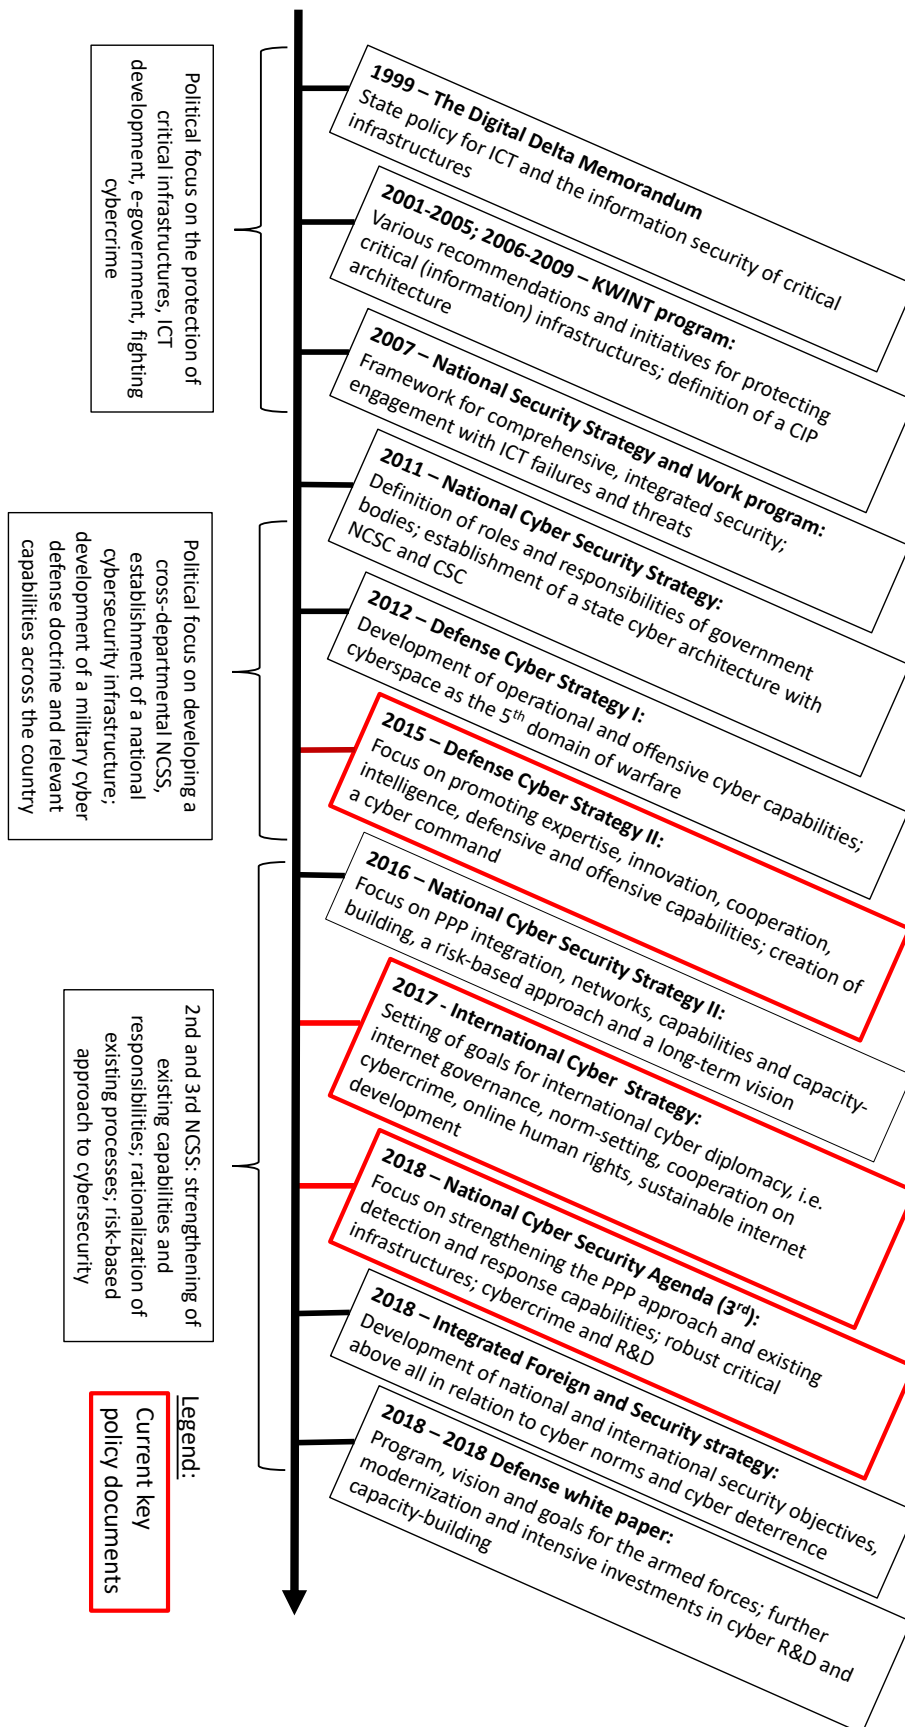 1999 – The Digital Delta Memorandum
State policy for ICT and the information security of critical
infrastructures
2001-2005; 2006-2009 – KWINT program:
Various recommendations and initiatives for protecting
critical (information) infrastructures; definition of a CIP
architecture
2007 – National Security Strategy and Work program:
Framework for comprehensive, integrated security;
engagement with ICT failures and threats
2011 – National Cyber Security Strategy:
Definition of roles and responsibilities of government
bodies; establishment of a state cyber architecture with
NCSC and CSC
2012 – Defense Cyber Strategy I:
Development of operational and offensive cyber capabilities;
cyberspace as the 5th domain of warfare
2015 – Defense Cyber Strategy II:
Focus on promoting expertise, innovation, cooperation,
intelligence, defensive and offensive capabilities; creation of
a cyber command
2016 – National Cyber Security Strategy II:
Focus on PPP integration, networks, capabilities and capacity-
building, a risk-based approach and a long-term vision
2017 - International Cyber Strategy:
Setting of goals for international cyber diplomacy, i.e.
internet governance, norm-setting, cooperation on
cybercrime, online human rights, sustainable internet
development
2018 – National Cyber Security Agenda (3rd):
Focus on strengthening the PPP approach and existing
detection and response capabilities; robust critical
infrastructures; cybercrime and R&D
2018 – Integrated Foreign and Security strategy:
Development of national and international security objectives,
above all in relation to cyber norms and cyber deterrence
2018 – 2018 Defense white paper:
Program, vision and goals for the armed forces; further
modernization and intensive investments in cyber R&D and
capacity-building
Political focus on the protection of
critical infrastructures, ICT
development, e-government, fighting
cybercrime
Political focus on developing a
cross-departmental NCSS,
establishment of a national
cybersecurity infrastructure;
development of a military cyber
defense doctrine and relevant
capabilities across the country
2nd and 3rd NCSS: strengthening of
existing capabilities and
responsibilities; rationalization of
existing processes; risk-based
approach to cybersecurity
Legend:
Current key
policy documents